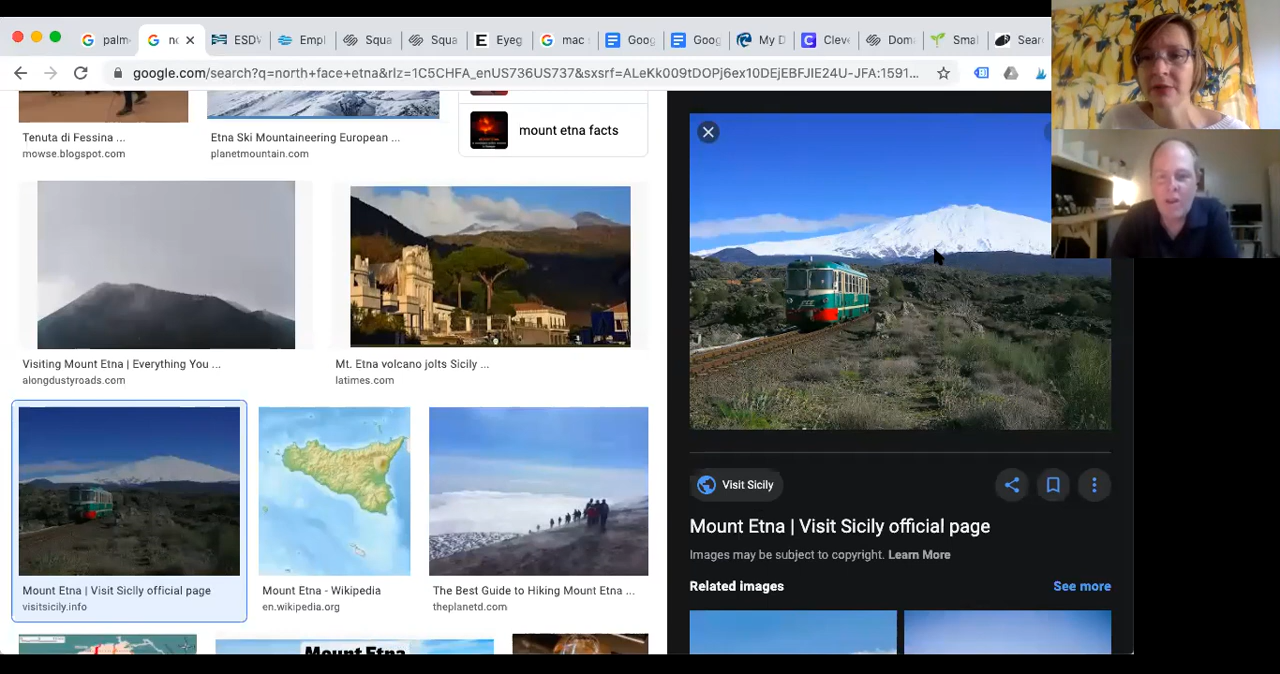 palm
no
ESDV
Empl
Squa
Squa
Eyeg
mac s
Goog
Goog
My D
Cleve
Dom
Smal
Searc
google.com/search?q=north+face+etna&rlz=1C5CHFA_enUS736US737&sxsrf=ALeKk009tDOPj6ex10DEjEBFJIE24U-JFA:1591...
Tenuta di Fessina ...
mowse.blogspot.com
Etna Ski Mountaineering European ...
planetmountain.com
mount etna facts
Visiting Mount Etna | Everything You ...
alongdustyroads.com
Mt. Etna volcano jolts Sicily ...
latimes.com
Mount Etna | Visit Sicily official page
visitsicily.info
Mount Etna - Wikipedia
en.wikipedia.org
The Best Guide to Hiking Mount Etna ...
theplanetd.com
Mount Etna
Visit Sicily
Mount Etna | Visit Sicily official page
Images may be subject to copyright. Learn More
Related images
See more